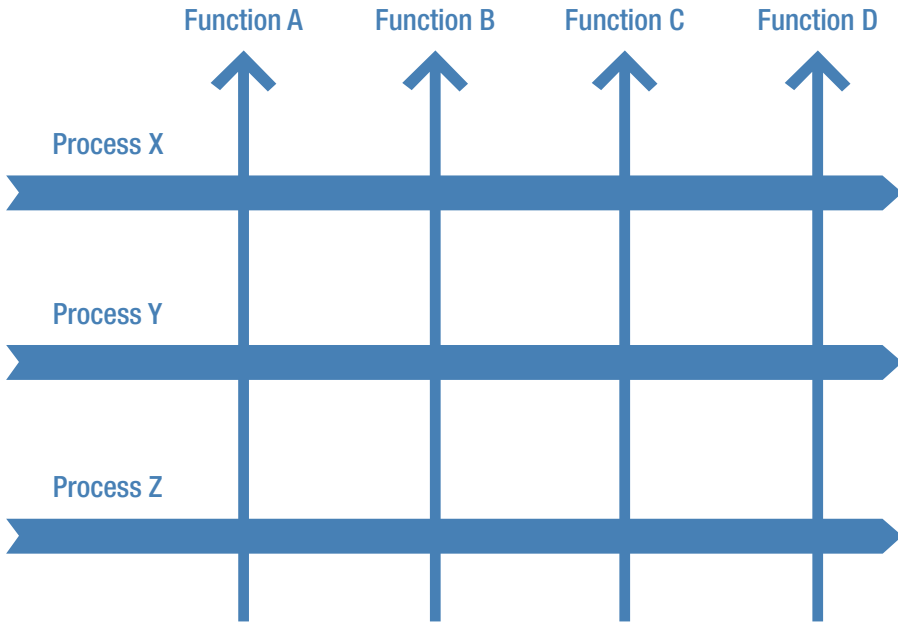 Function A Function B Function C Function D
Process X
Process Y
Process Z